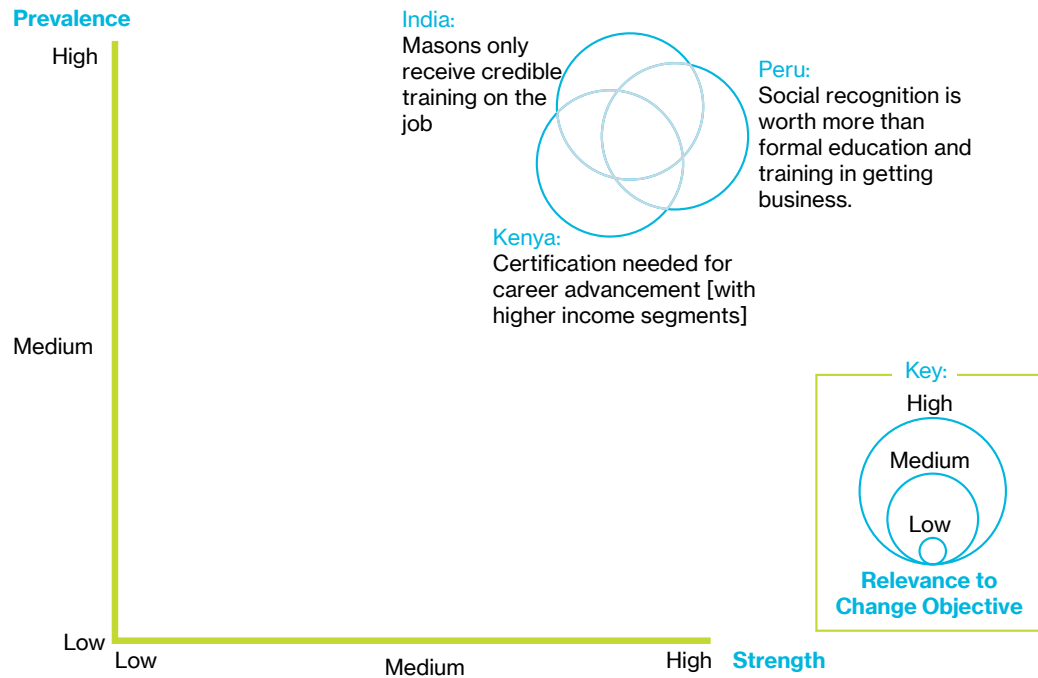 Prevalence
High
Medium
Low
India:
Masons only
receive credible
training on the
job
Peru:
Social recognition is
worth more than
formal education and
training in getting
business.
Kenya:
Certification needed for
career advancement [with
higher income segments]
Key:
High
Medium
Low
Relevance to
Change Objective
Low
Medium
High
Strength